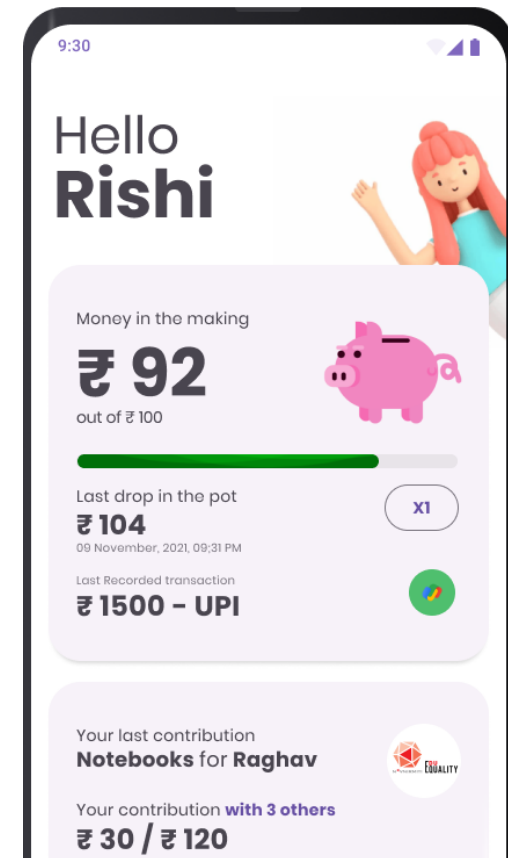 9:30
Hello
Rishi
Money in the making
₹ 92
out of ₹ 100
Last drop in the pot
X1
₹ 104
09 November, 2021, 09:31 PM
Last Recorded transaction
₹ 1500 - UPI
Your last contribution
Notebooks for Raghav
EQUALITY
Your contribution with 3 others
₹ 30 / ₹ 120